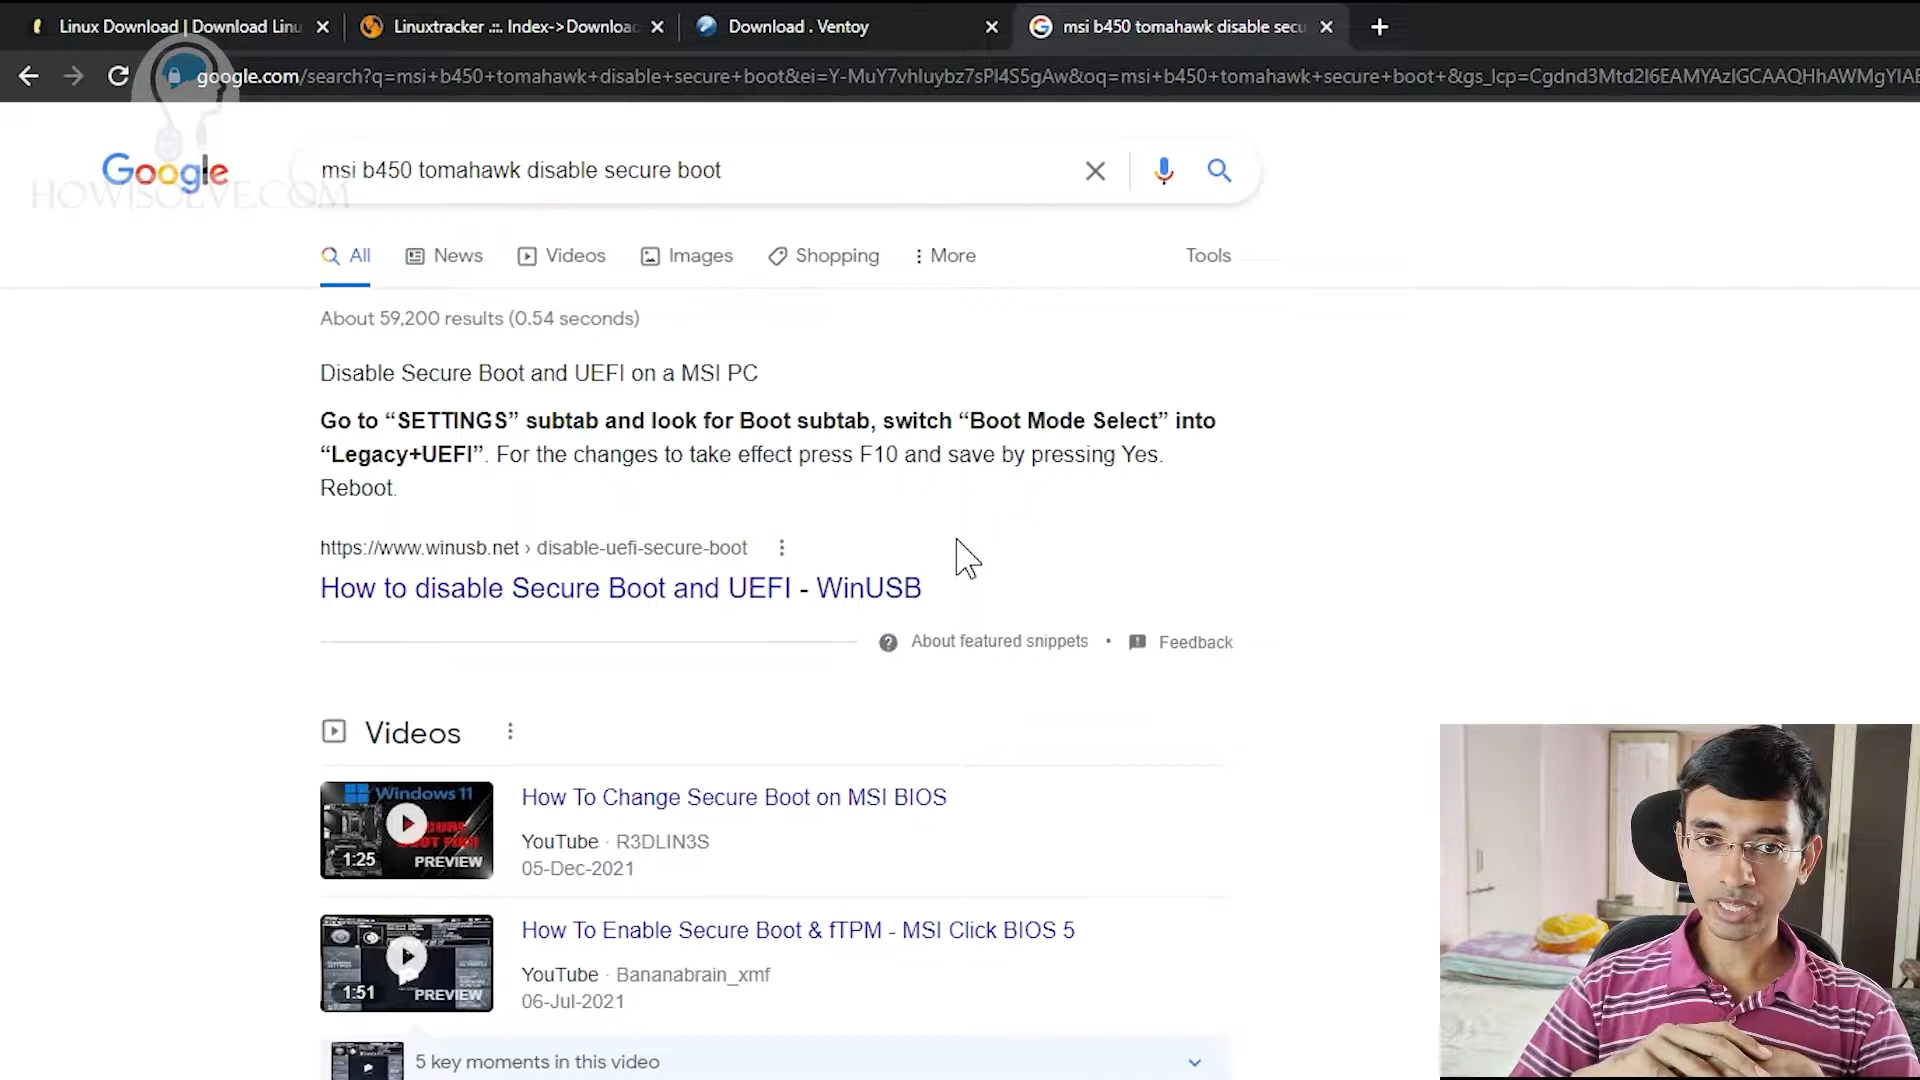 Linux Download | Download Linu
Linuxtracker .::. Index->Downloa
Download . Ventoy
msi b450 tomahawk disable secu
google.com/search?q=msi+b450+tomahawk+disable+secure+boot&ei=Y-MuY7vhIuybz7sPl4S5gAw&oq=msi+b450+tomahawk+secure+boot+&gs_lcp=Cgdnd3Mtd2l6EAMYAzIGCAAQHhAWMgYIAE
Google
HOWISOLVE.COM
msi b450 tomahawk disable secure boot
All
News
Videos
Images
Shopping
More
Tools
About 59,200 results (0.54 seconds)
Disable Secure Boot and UEFI on a MSI PC
Go to “SETTINGS” subtab and look for Boot subtab, switch “Boot Mode Select” into
“Legacy+UEFI”. For the changes to take effect press F10 and save by pressing Yes.
Reboot.
https://www.winusb.net › disable-uefi-secure-boot
How to disable Secure Boot and UEFI - WinUSB
About featured snippets • Feedback
Videos
Windows 11
1:25
PREVIEW
How To Change Secure Boot on MSI BIOS
YouTube · R3DLIN3S
05-Dec-2021
1:51
PREVIEW
How To Enable Secure Boot & fTPM - MSI Click BIOS 5
YouTube · Bananabrain_xmf
06-Jul-2021
5 key moments in this video